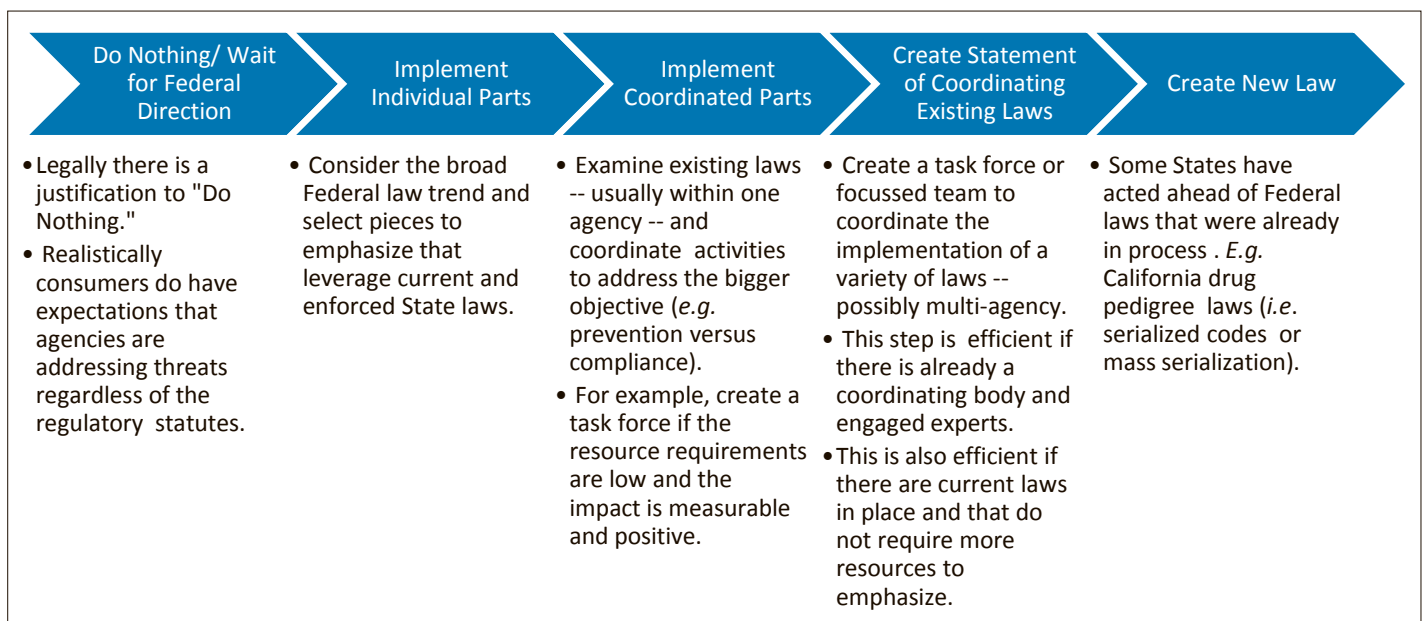 Do Nothing/ Wait
for Federal
Direction
Implement
Individual Parts
Implement
Coordinated Parts
Create Statement
of Coordinating
Existing Laws
Create New Law
•Legally there is a
justification to "Do
Nothing."
• Realistically
consumers do have
expectations that
agencies are
addressing threats
regardless of the
regulatory statutes.
• Consider the broad
Federal law trend and
select pieces to
emphasize that
leverage current and
enforced State laws.
• Examine existing laws
-- usually within one
agency -- and
coordinate activities
to address the bigger
objective (e.g.
prevention versus
compliance).
• For example, create a
task force if the
resource requirements
are low and the
impact is measurable
and positive.
• Create a task force or
focussed team to
coordinate the
implementation of a
variety of laws --
possibly multi-agency.
• This step is efficient if
there is already a
coordinating body and
engaged experts.
•This is also efficient if
there are current laws
in place and that do
not require more
resources to
emphasize.
• Some States have
acted ahead of Federal
laws that were already
in process . E.g.
California drug
pedigree laws (i.e.
serialized codes or
mass serialization).